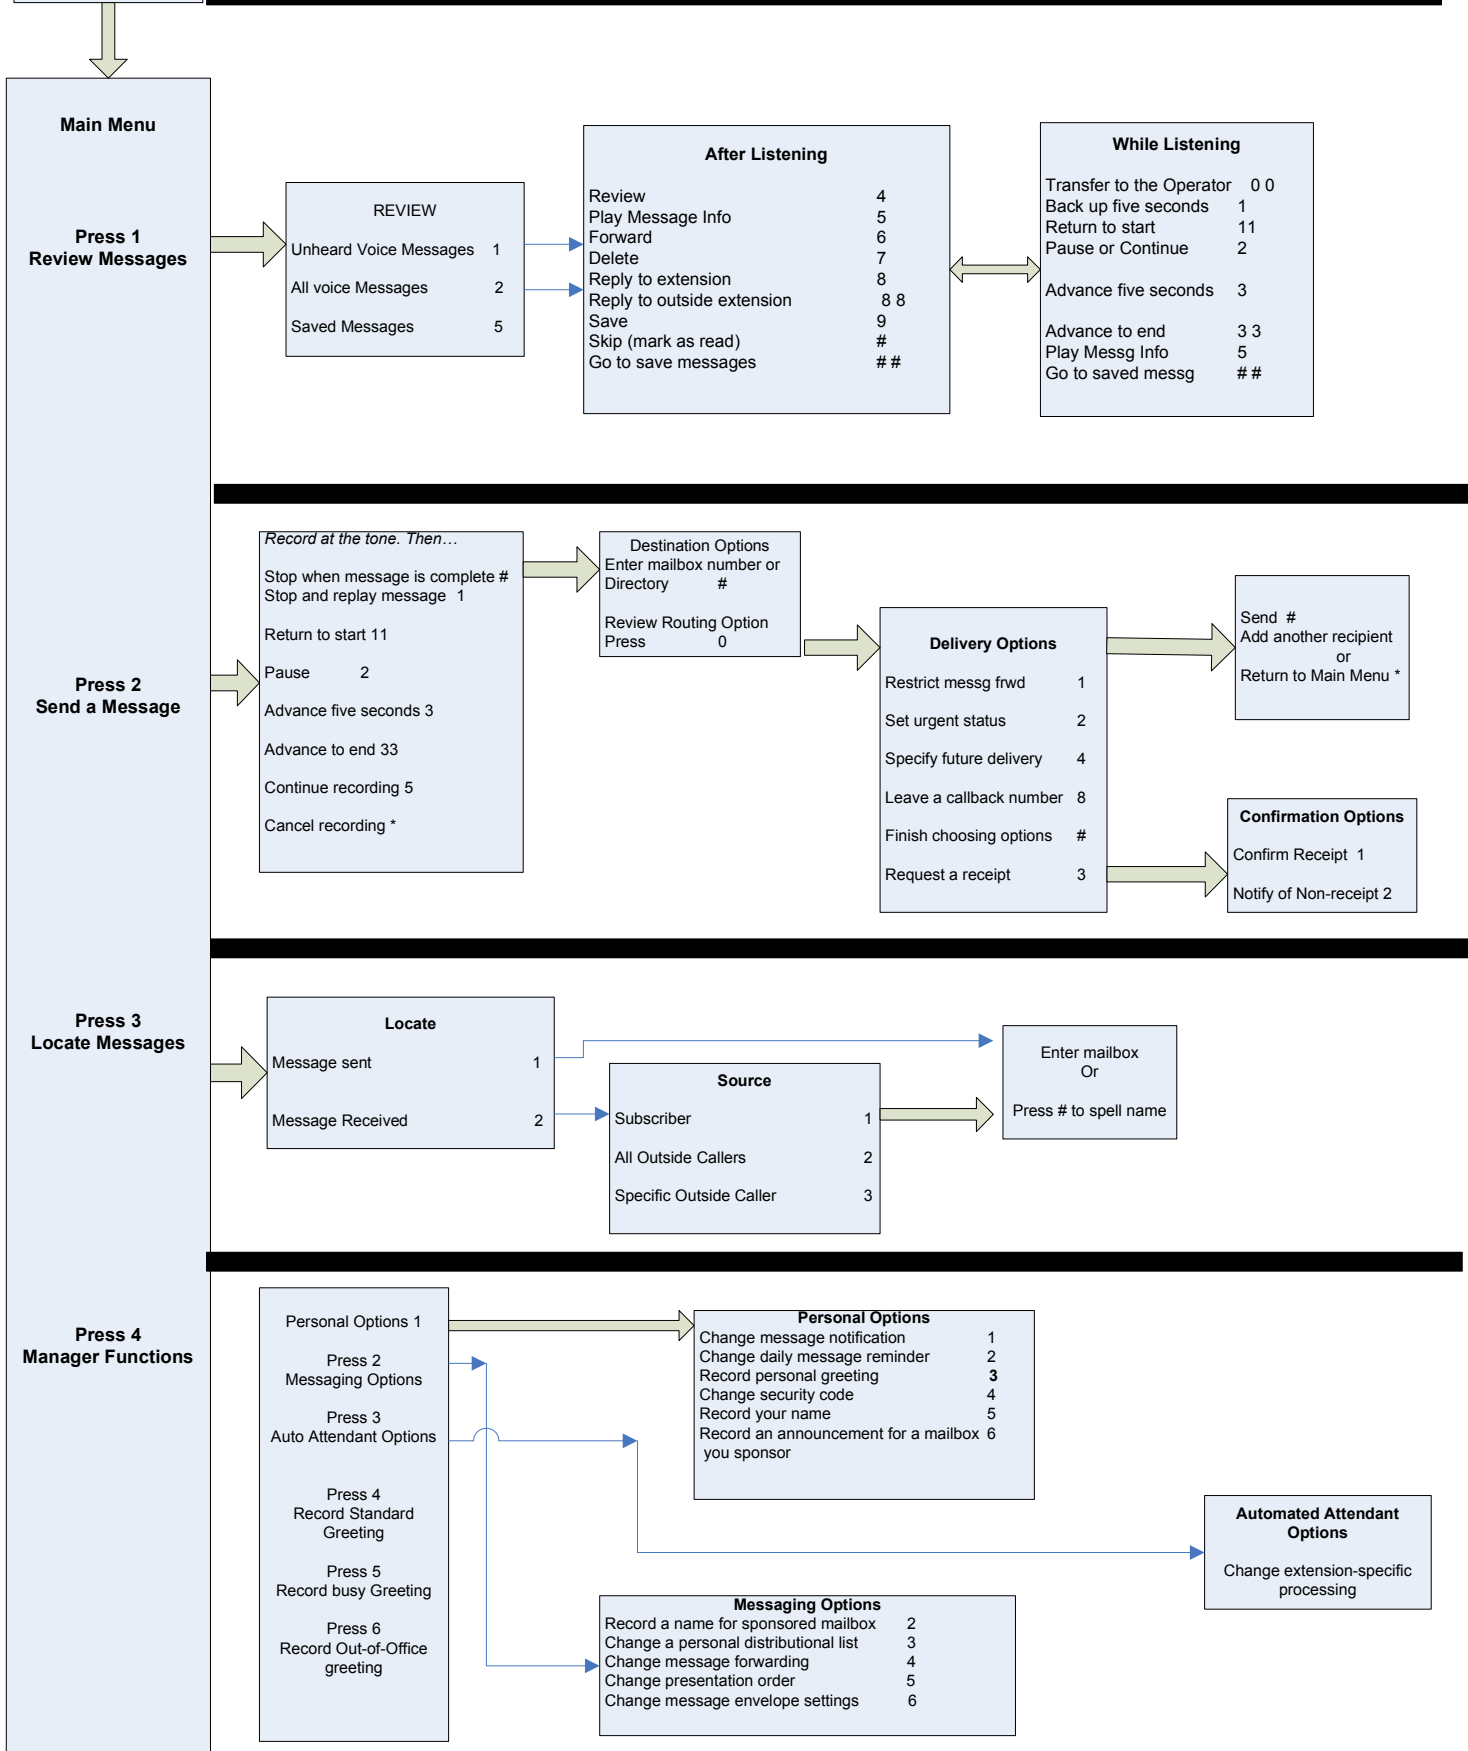 Main Menu
Press 1
Review Messages
REVIEW
Unheard Voice Messages 1
All voice Messages 2
Saved Messages 5
After Listening
Review 4
Play Message Info 5
Forward 6
Delete 7
Reply to extension 8
Reply to outside extension 8 8
Save 9
Skip (mark as read) #
Go to save messages # #
While Listening
Transfer to the Operator 0 0
Back up five seconds 1
Return to start 11
Pause or Continue 2
Advance five seconds 3
Advance to end 3 3
Play Messg Info 5
Go to saved messg # #
Press 2
Send a Message
Record at the tone. Then…
Stop when message is complete #
Stop and replay message 1
Return to start 11
Pause 2
Advance five seconds 3
Advance to end 33
Continue recording 5
Cancel recording *
Destination Options
Enter mailbox number or
Directory #
Review Routing Option
Press 0
Delivery Options
Restrict messg frwd 1
Set urgent status 2
Specify future delivery 4
Leave a callback number 8
Finish choosing options #
Request a receipt 3
Send #
Add another recipient
or
Return to Main Menu *
Confirmation Options
Confirm Receipt 1
Notify of Non-receipt 2
Press 3
Locate Messages
Locate
Message sent 1
Message Received 2
Source
Subscriber 1
All Outside Callers 2
Specific Outside Caller 3
Enter mailbox
Or
Press # to spell name
Press 4
Manager Functions
Personal Options 1
Press 2
Messaging Options
Press 3
Auto Attendant Options
Press 4
Record Standard
Greeting
Press 5
Record busy Greeting
Press 6
Record Out-of-Office
greeting
Personal Options
Change message notification 1
Change daily message reminder 2
Record personal greeting 3
Change security code 4
Record your name 5
Record an announcement for a mailbox 6
you sponsor
Automated Attendant
Options
Change extension-specific
processing
Messaging Options
Record a name for sponsored mailbox 2
Change a personal distributional list 3
Change message forwarding 4
Change presentation order 5
Change message envelope settings 6